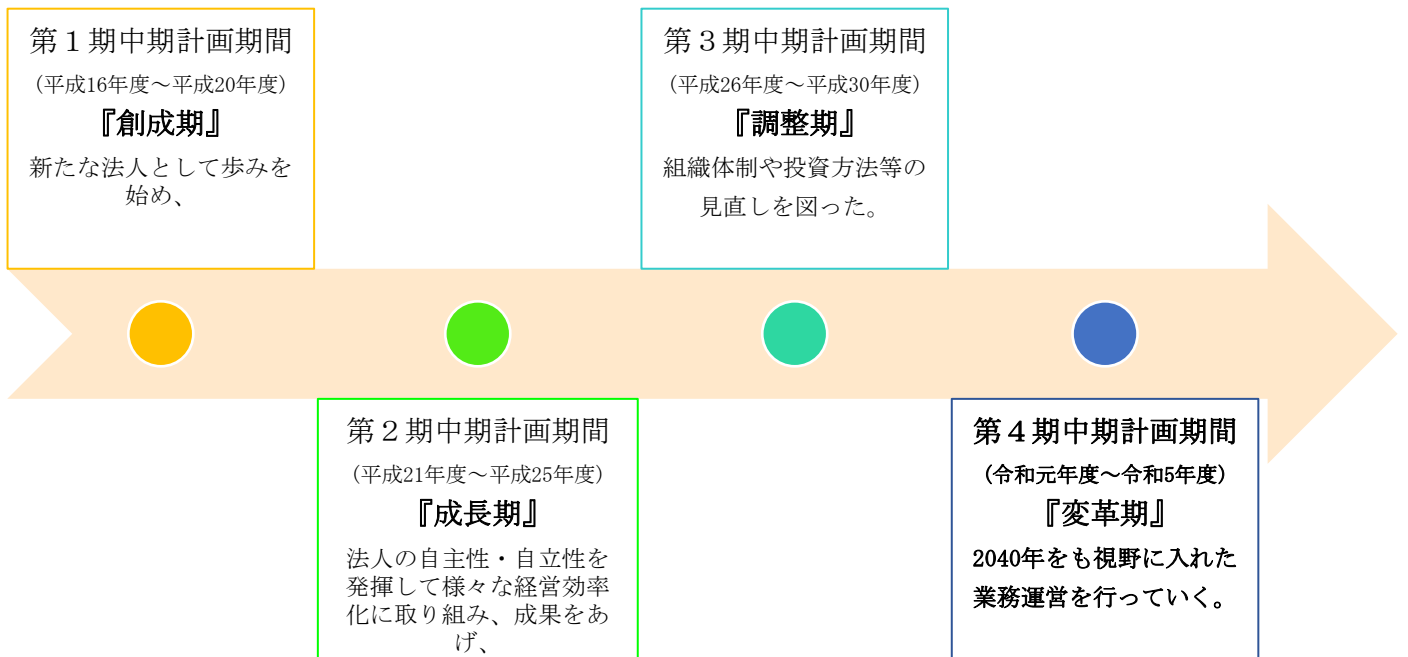 第１期中期計画期間
（平成16年度～平成20年度）
『創成期』
新たな法人として歩みを
始め、
第２期中期計画期間
（平成21年度～平成25年度）
『成長期』
法人の自主性・自立性を
発揮して様々な経営効率
化に取り組み、成果をあ
げ、
第３期中期計画期間
（平成26年度～平成30年度）
『調整期』
組織体制や投資方法等の
見直しを図った。
第４期中期計画期間
（令和元年度～令和5年度）
『変革期』
2040年をも視野に入れた
業務運営を行っていく。